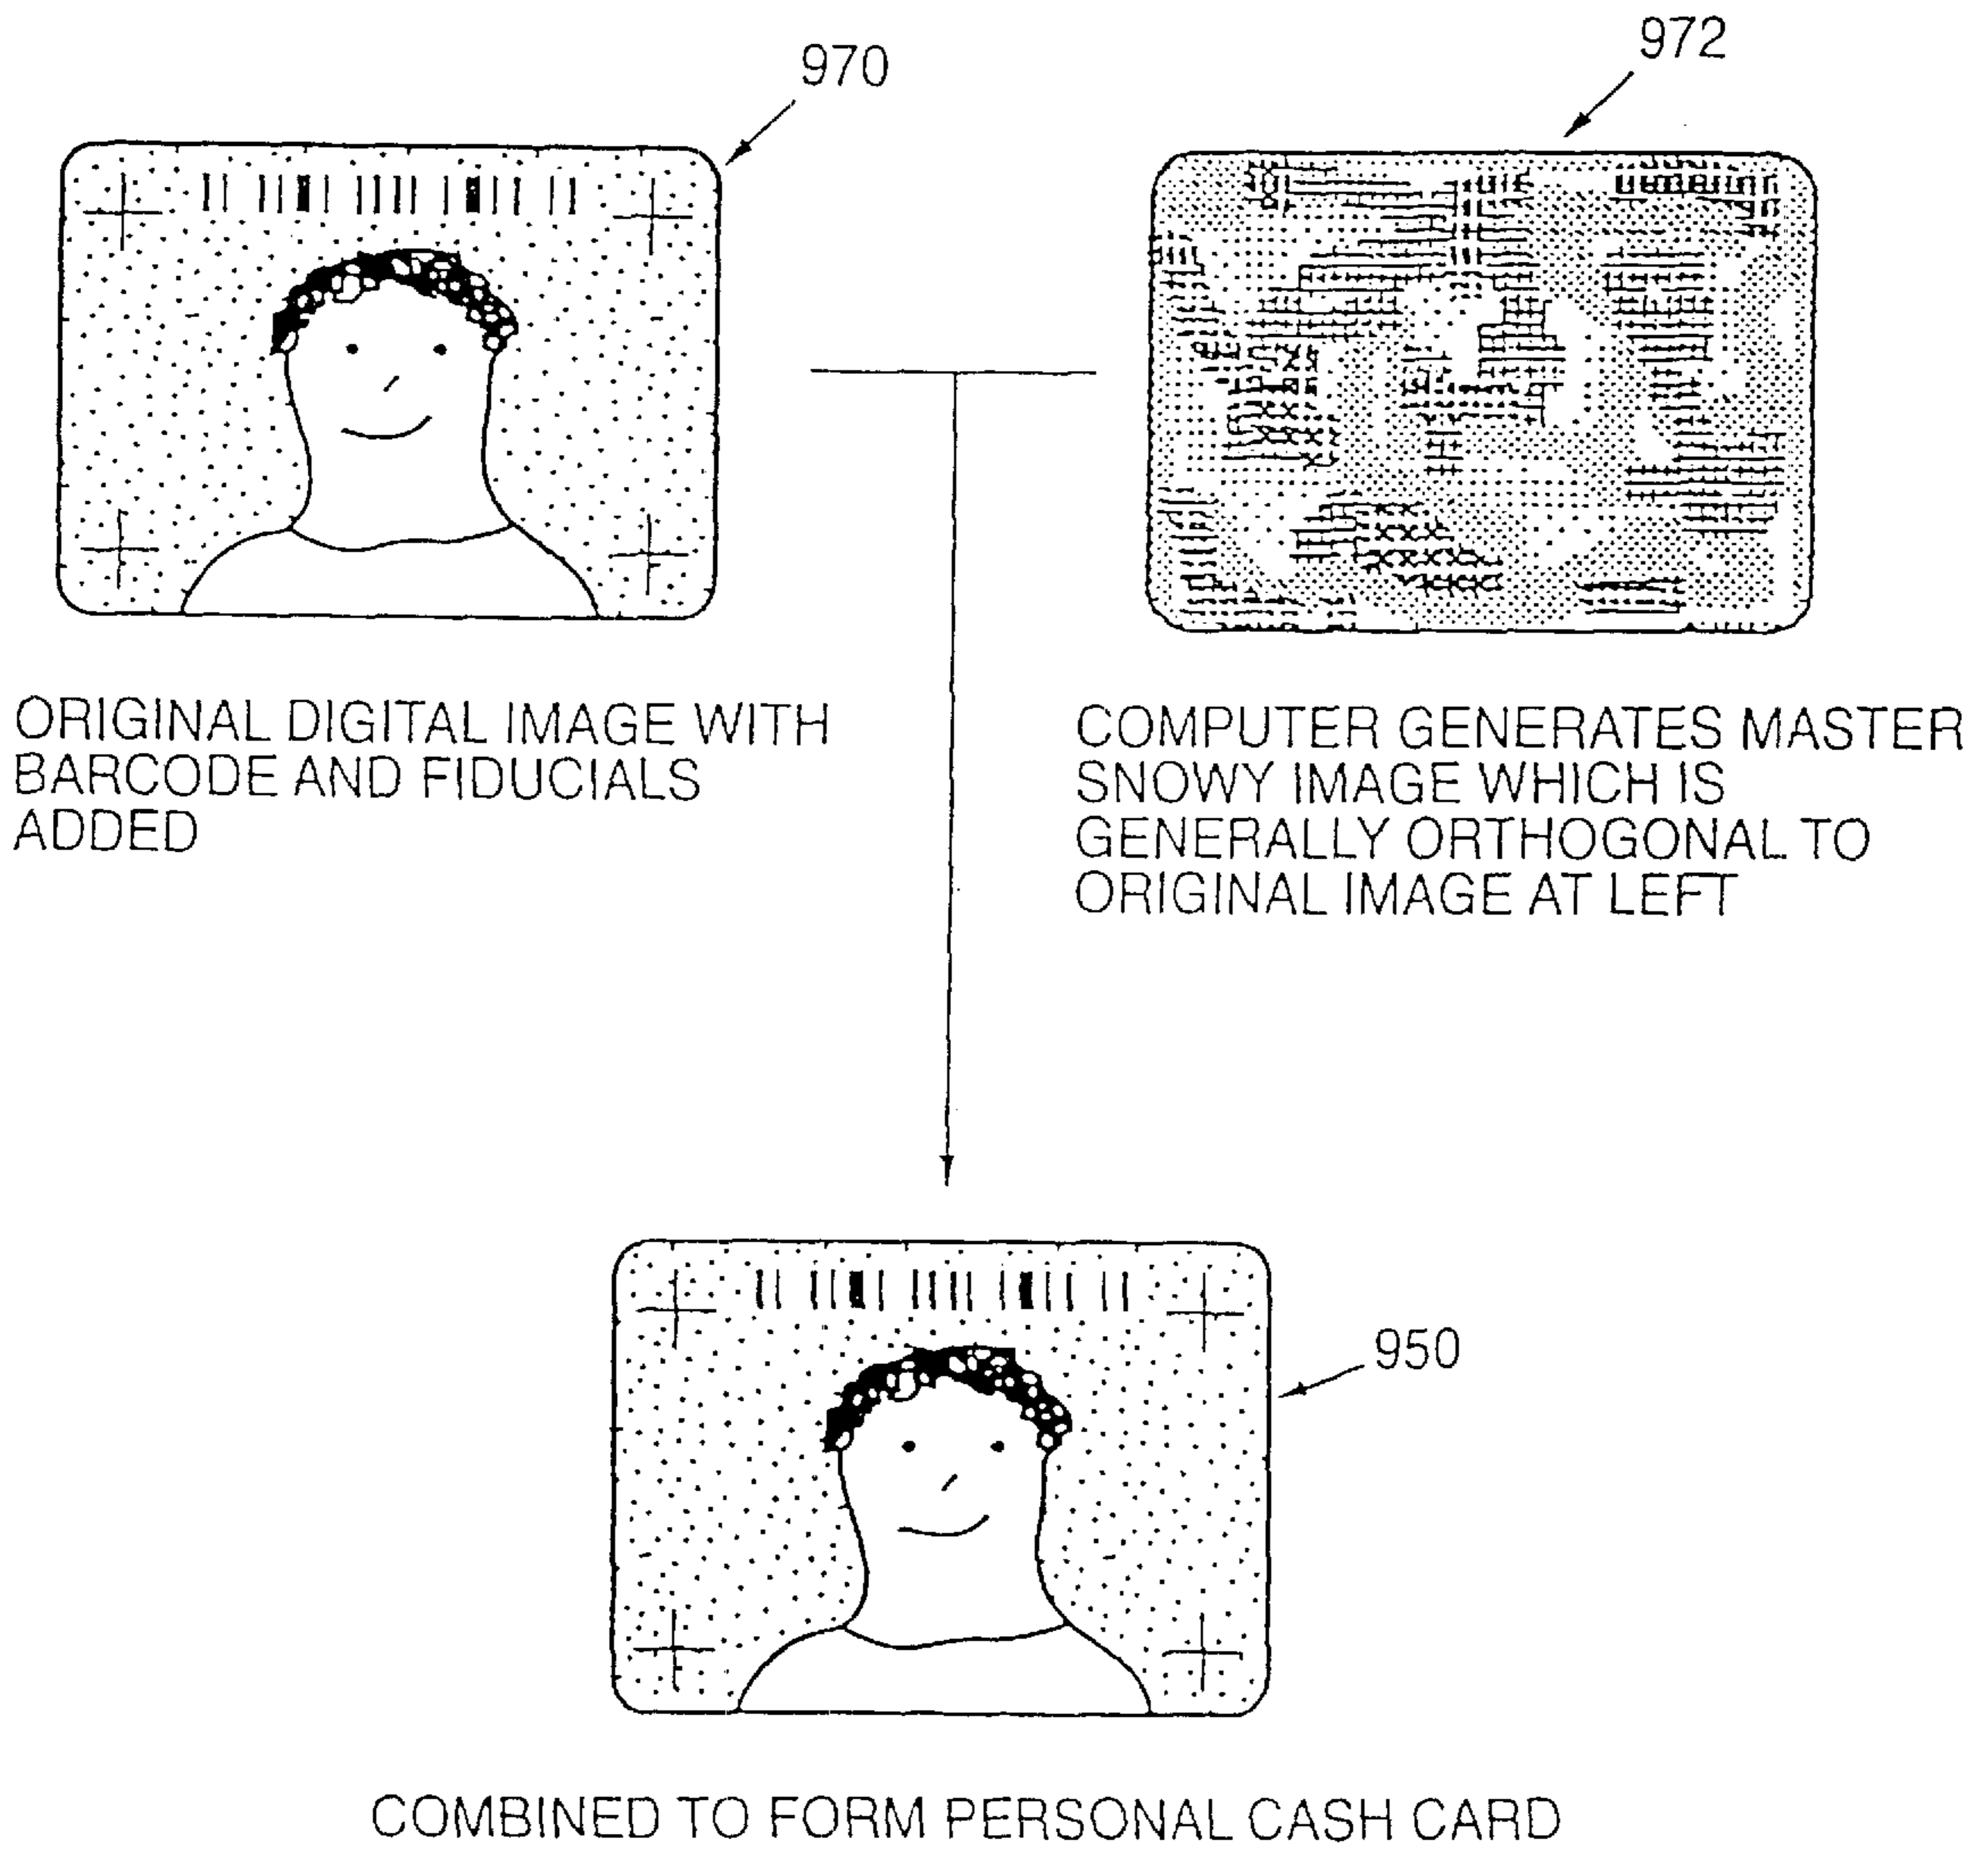 970
972
ORIGINAL DIGITAL IMAGE WITH
BARCODE AND FIDUCIALS
ADDED
COMPUTER GENERATES MASTER
SNOWY IMAGE WHICH IS
GENERALLY ORTHOGONAL TO
ORIGINAL IMAGE AT LEFT
950
COMBINED TO FORM PERSONAL CASH CARD